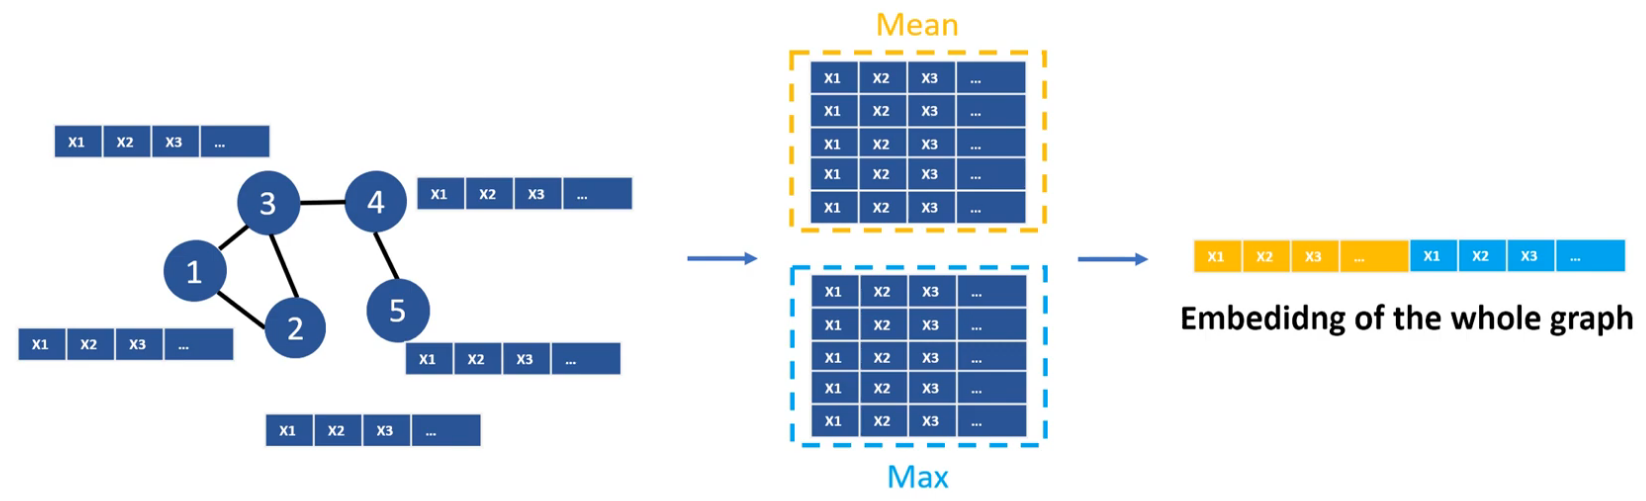 Mean
X1 X2 X3 ...
X1 X2 X3 ...
X1 X2 X3 ...
X1 X2 X3 ...
X1 X2 X3 ...
X1 X2 X3 ...
3
4
X1 X2 X3 ...
1
2
5
X1 X2 X3 ...
X1 X2 X3 ...
X1 X2 X3 ...
X1 X2 X3 ...
X1 X2 X3 ...
X1 X2 X3 ...
X1 X2 X3 ...
X1 X2 X3 ...
Max
X1 X2 X3 ... X1 X2 X3 ...
Embedidng of the whole graph